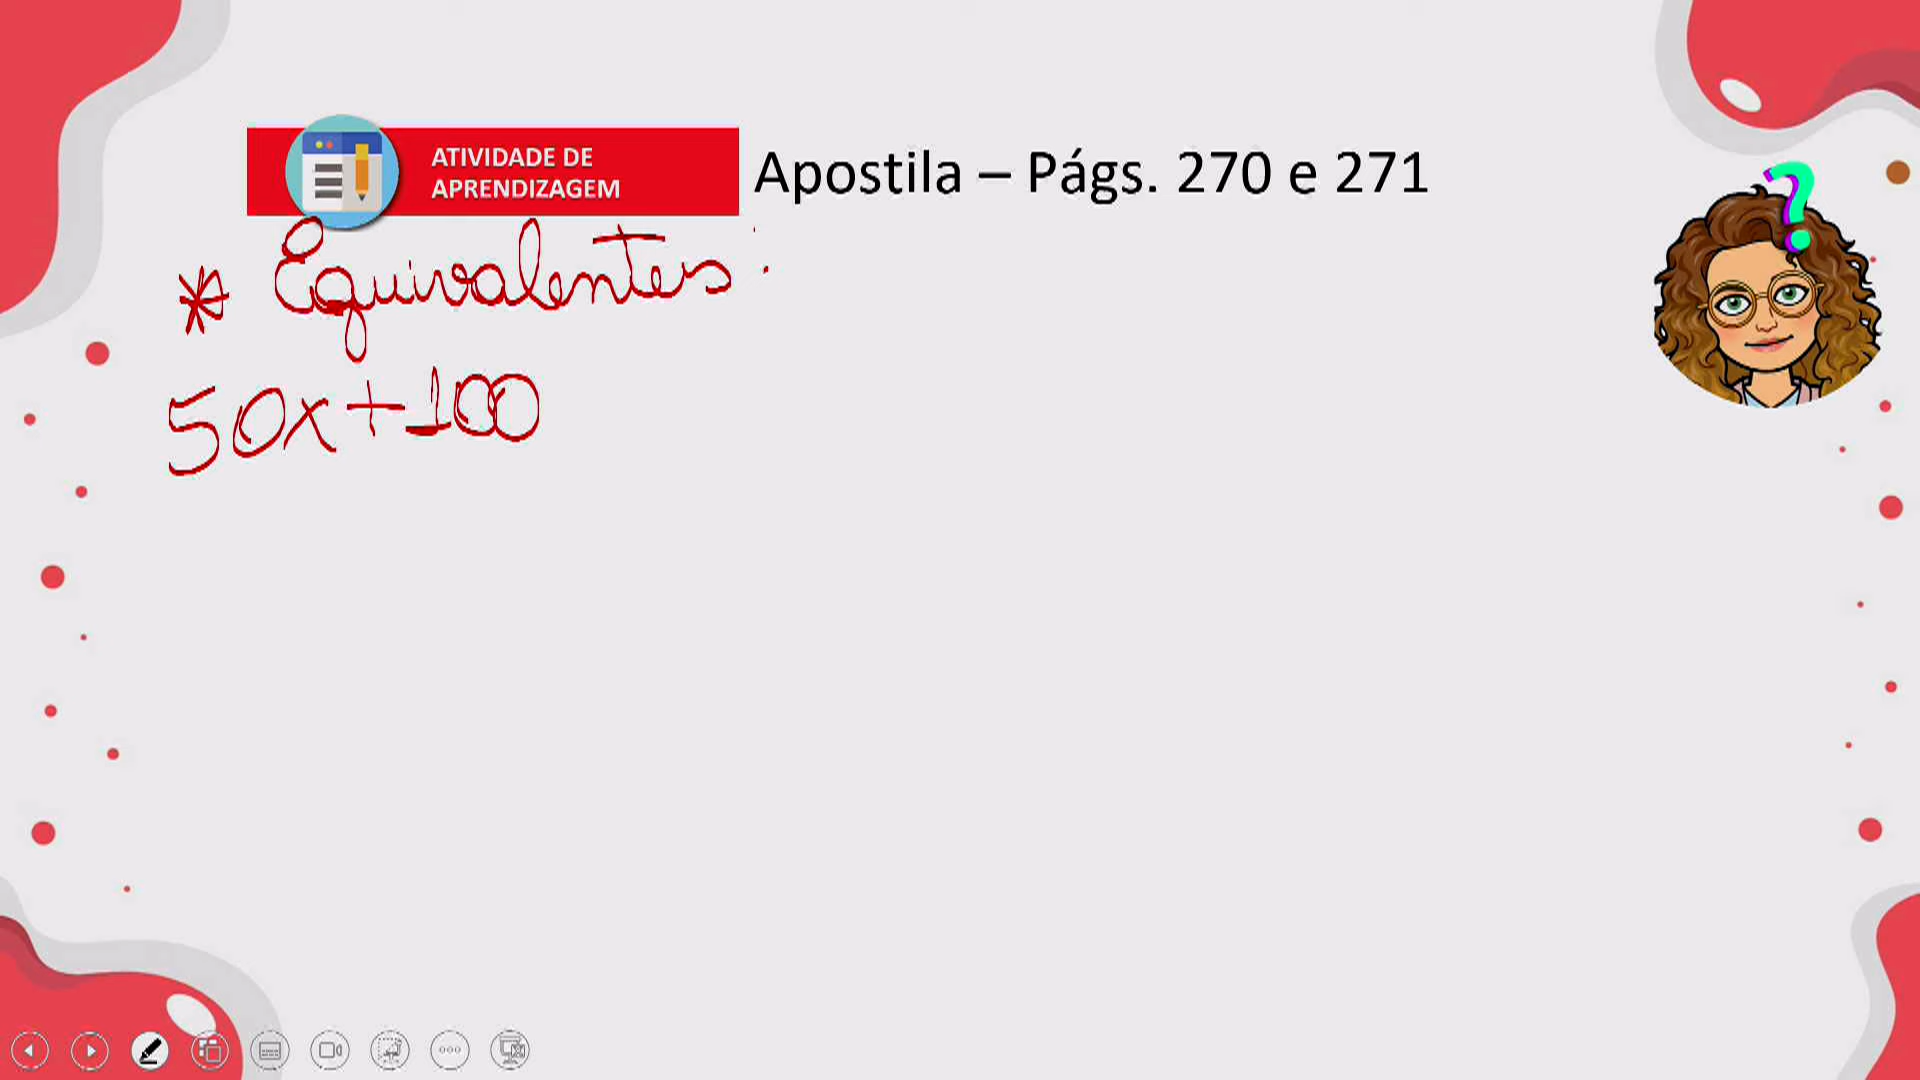 ATIVIDADE DE
APRENDIZAGEM
Apostila – Págs. 270 e 271
* Equivalentes:
50x+100